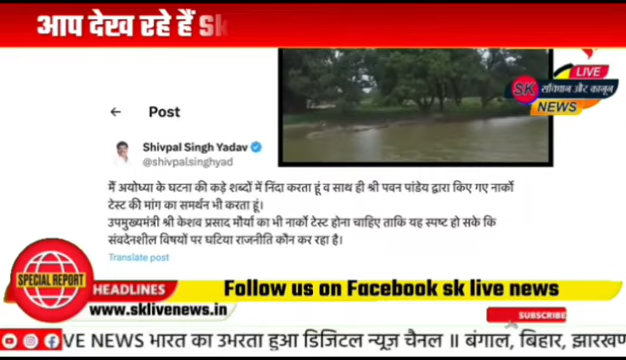 आप देख रहे हैं Sk
LIVE
SK संविधान और कानून
NEWS
← Post
Shivpal Singh Yadav
@shivpalsinghyad
मैं अयोध्या के घटना की कड़े शब्दों में निंदा करता हूं व साथ ही श्री पवन पांडेय द्वारा किए गए नार्को
टेस्ट की मांग का समर्थन भी करता हूं।
उपमुख्यमंत्री श्री केशव प्रसाद मौर्या का भी नार्को टेस्ट होना चाहिए ताकि यह स्पष्ट हो सके कि
संवदेनशील विषयों पर घटिया राजनीति कौन कर रहा है।
Translate post
SPECIAL REPORT
HEADLINES
Follow us on Facebook sk live news
www.sklivenews.in
SUBSCRIBE
VE NEWS भारत का उभरता हुआ डिजिटल न्यूज़ चैनल ॥ बंगाल, बिहार, झारखण